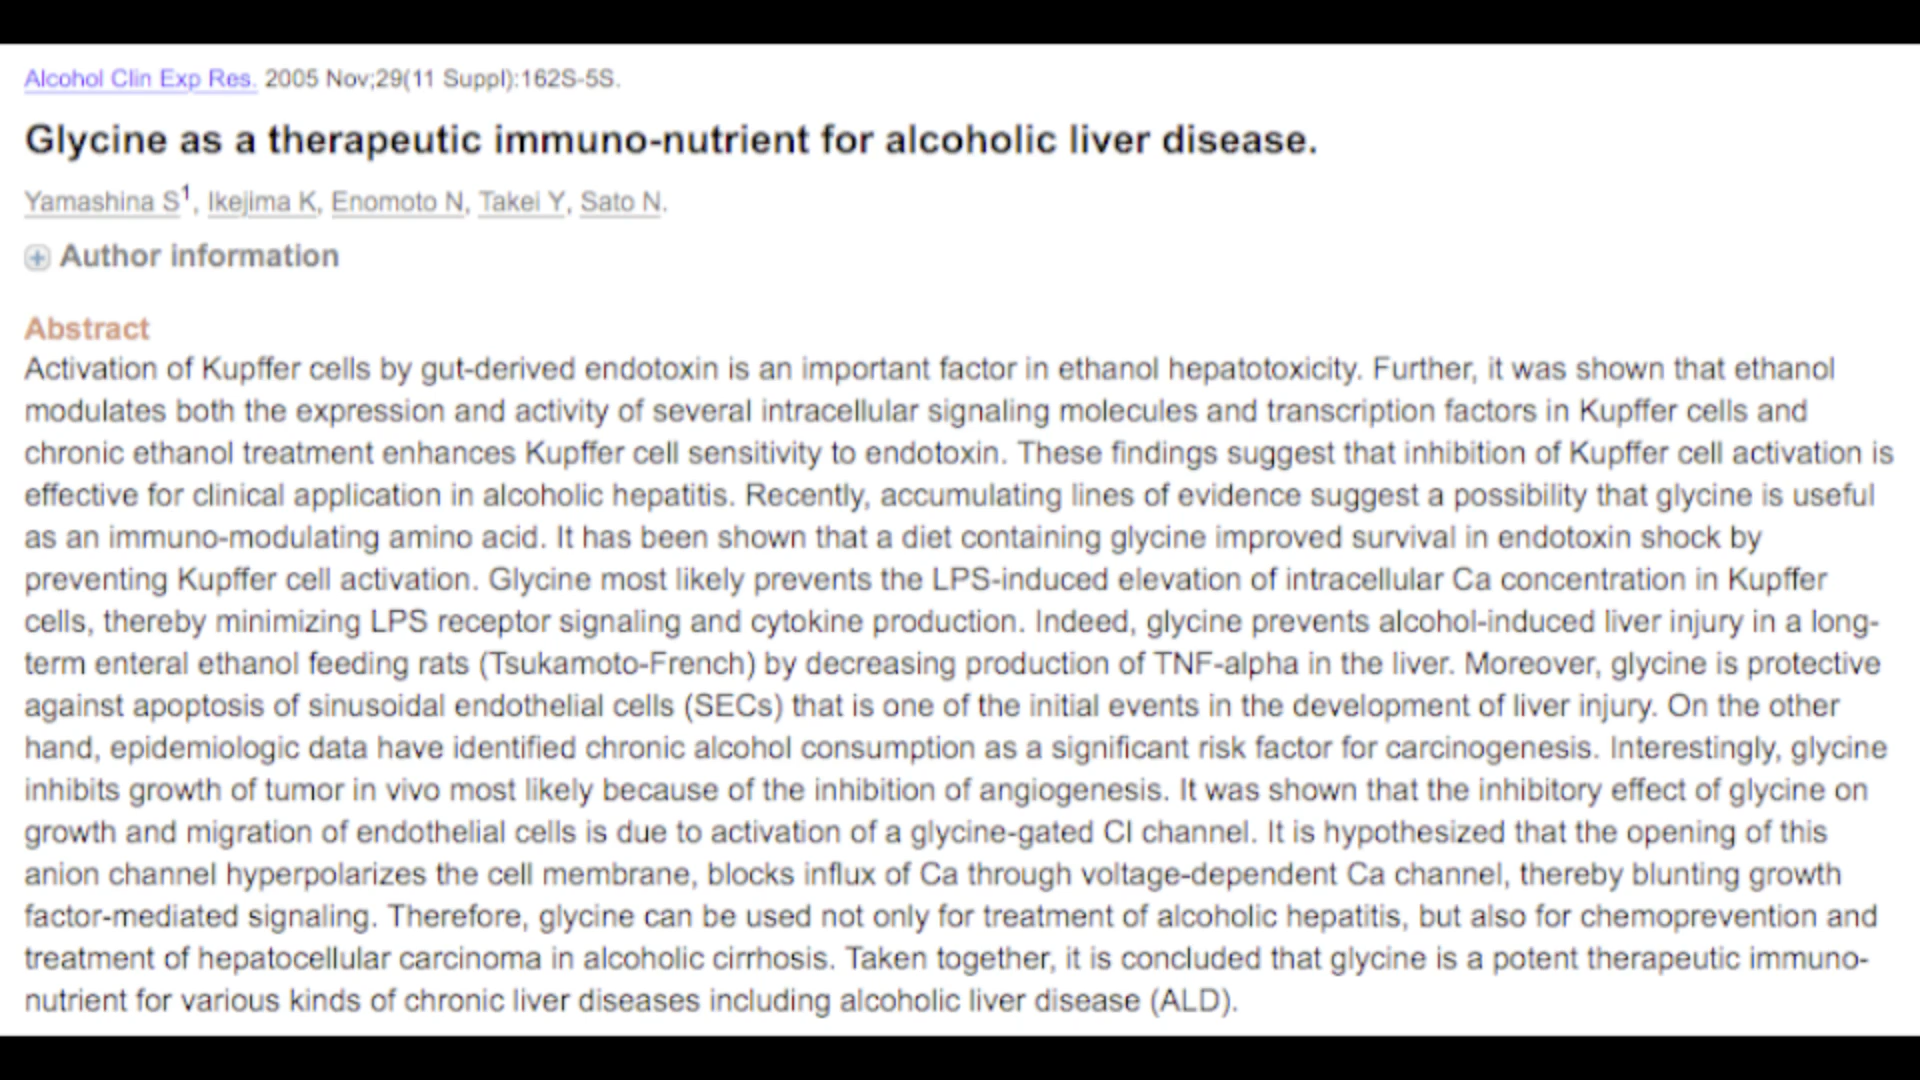 Alcohol Clin Exp Res. 2005 Nov;29(11 Suppl):162S-5S.
Glycine as a therapeutic immuno-nutrient for alcoholic liver disease.
Yamashina S1, Ikejima K, Enomoto N, Takei Y, Sato N.
Author information
Abstract
Activation of Kupffer cells by gut-derived endotoxin is an important factor in ethanol hepatotoxicity. Further, it was shown that ethanol
modulates both the expression and activity of several intracellular signaling molecules and transcription factors in Kupffer cells and
chronic ethanol treatment enhances Kupffer cell sensitivity to endotoxin. These findings suggest that inhibition of Kupffer cell activation is
effective for clinical application in alcoholic hepatitis. Recently, accumulating lines of evidence suggest a possibility that glycine is useful
as an immuno-modulating amino acid. It has been shown that a diet containing glycine improved survival in endotoxin shock by
preventing Kupffer cell activation. Glycine most likely prevents the LPS-induced elevation of intracellular Ca concentration in Kupffer
cells, thereby minimizing LPS receptor signaling and cytokine production. Indeed, glycine prevents alcohol-induced liver injury in a long-
term enteral ethanol feeding rats (Tsukamoto-French) by decreasing production of TNF-alpha in the liver. Moreover, glycine is protective
against apoptosis of sinusoidal endothelial cells (SECs) that is one of the initial events in the development of liver injury. On the other
hand, epidemiologic data have identified chronic alcohol consumption as a significant risk factor for carcinogenesis. Interestingly, glycine
inhibits growth of tumor in vivo most likely because of the inhibition of angiogenesis. It was shown that the inhibitory effect of glycine on
growth and migration of endothelial cells is due to activation of a glycine-gated Cl channel. It is hypothesized that the opening of this
anion channel hyperpolarizes the cell membrane, blocks influx of Ca through voltage-dependent Ca channel, thereby blunting growth
factor-mediated signaling. Therefore, glycine can be used not only for treatment of alcoholic hepatitis, but also for chemoprevention and
treatment of hepatocellular carcinoma in alcoholic cirrhosis. Taken together, it is concluded that glycine is a potent therapeutic immuno-
nutrient for various kinds of chronic liver diseases including alcoholic liver disease (ALD).